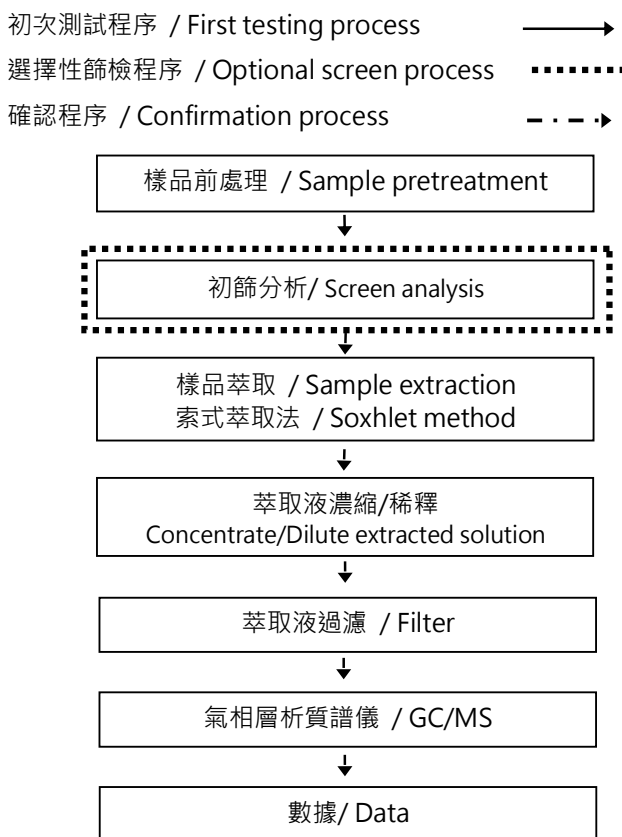 初次測試程序 / First testing process
選擇性篩檢程序 / Optional screen process
確認程序 / Confirmation process
樣品前處理 / Sample pretreatment
初篩分析/ Screen analysis
樣品萃取 / Sample extraction
索式萃取法 / Soxhlet method
萃取液濃縮/稀釋
Concentrate/Dilute extracted solution
萃取液過濾 / Filter
氣相層析質譜儀 / GC/MS
數據/ Data